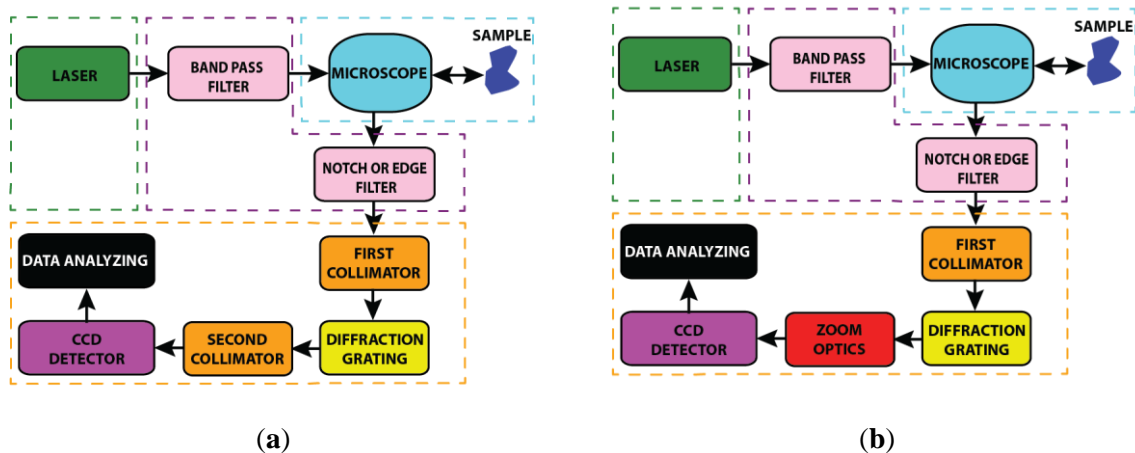 LASER
BAND PASS
FILTER
MICROSCOPE
SAMPLE
NOTCH OR EDGE
FILTER
DATA ANALYZING
FIRST
COLLIMATOR
CCD
DETECTOR
SECOND
COLLIMATOR
DIFFRACTION
GRATING
(a)
LASER
BAND PASS
FILTER
MICROSCOPE
SAMPLE
NOTCH OR EDGE
FILTER
DATA ANALYZING
FIRST
COLLIMATOR
CCD
DETECTOR
ZOOM
OPTICS
DIFFRACTION
GRATING
(b)